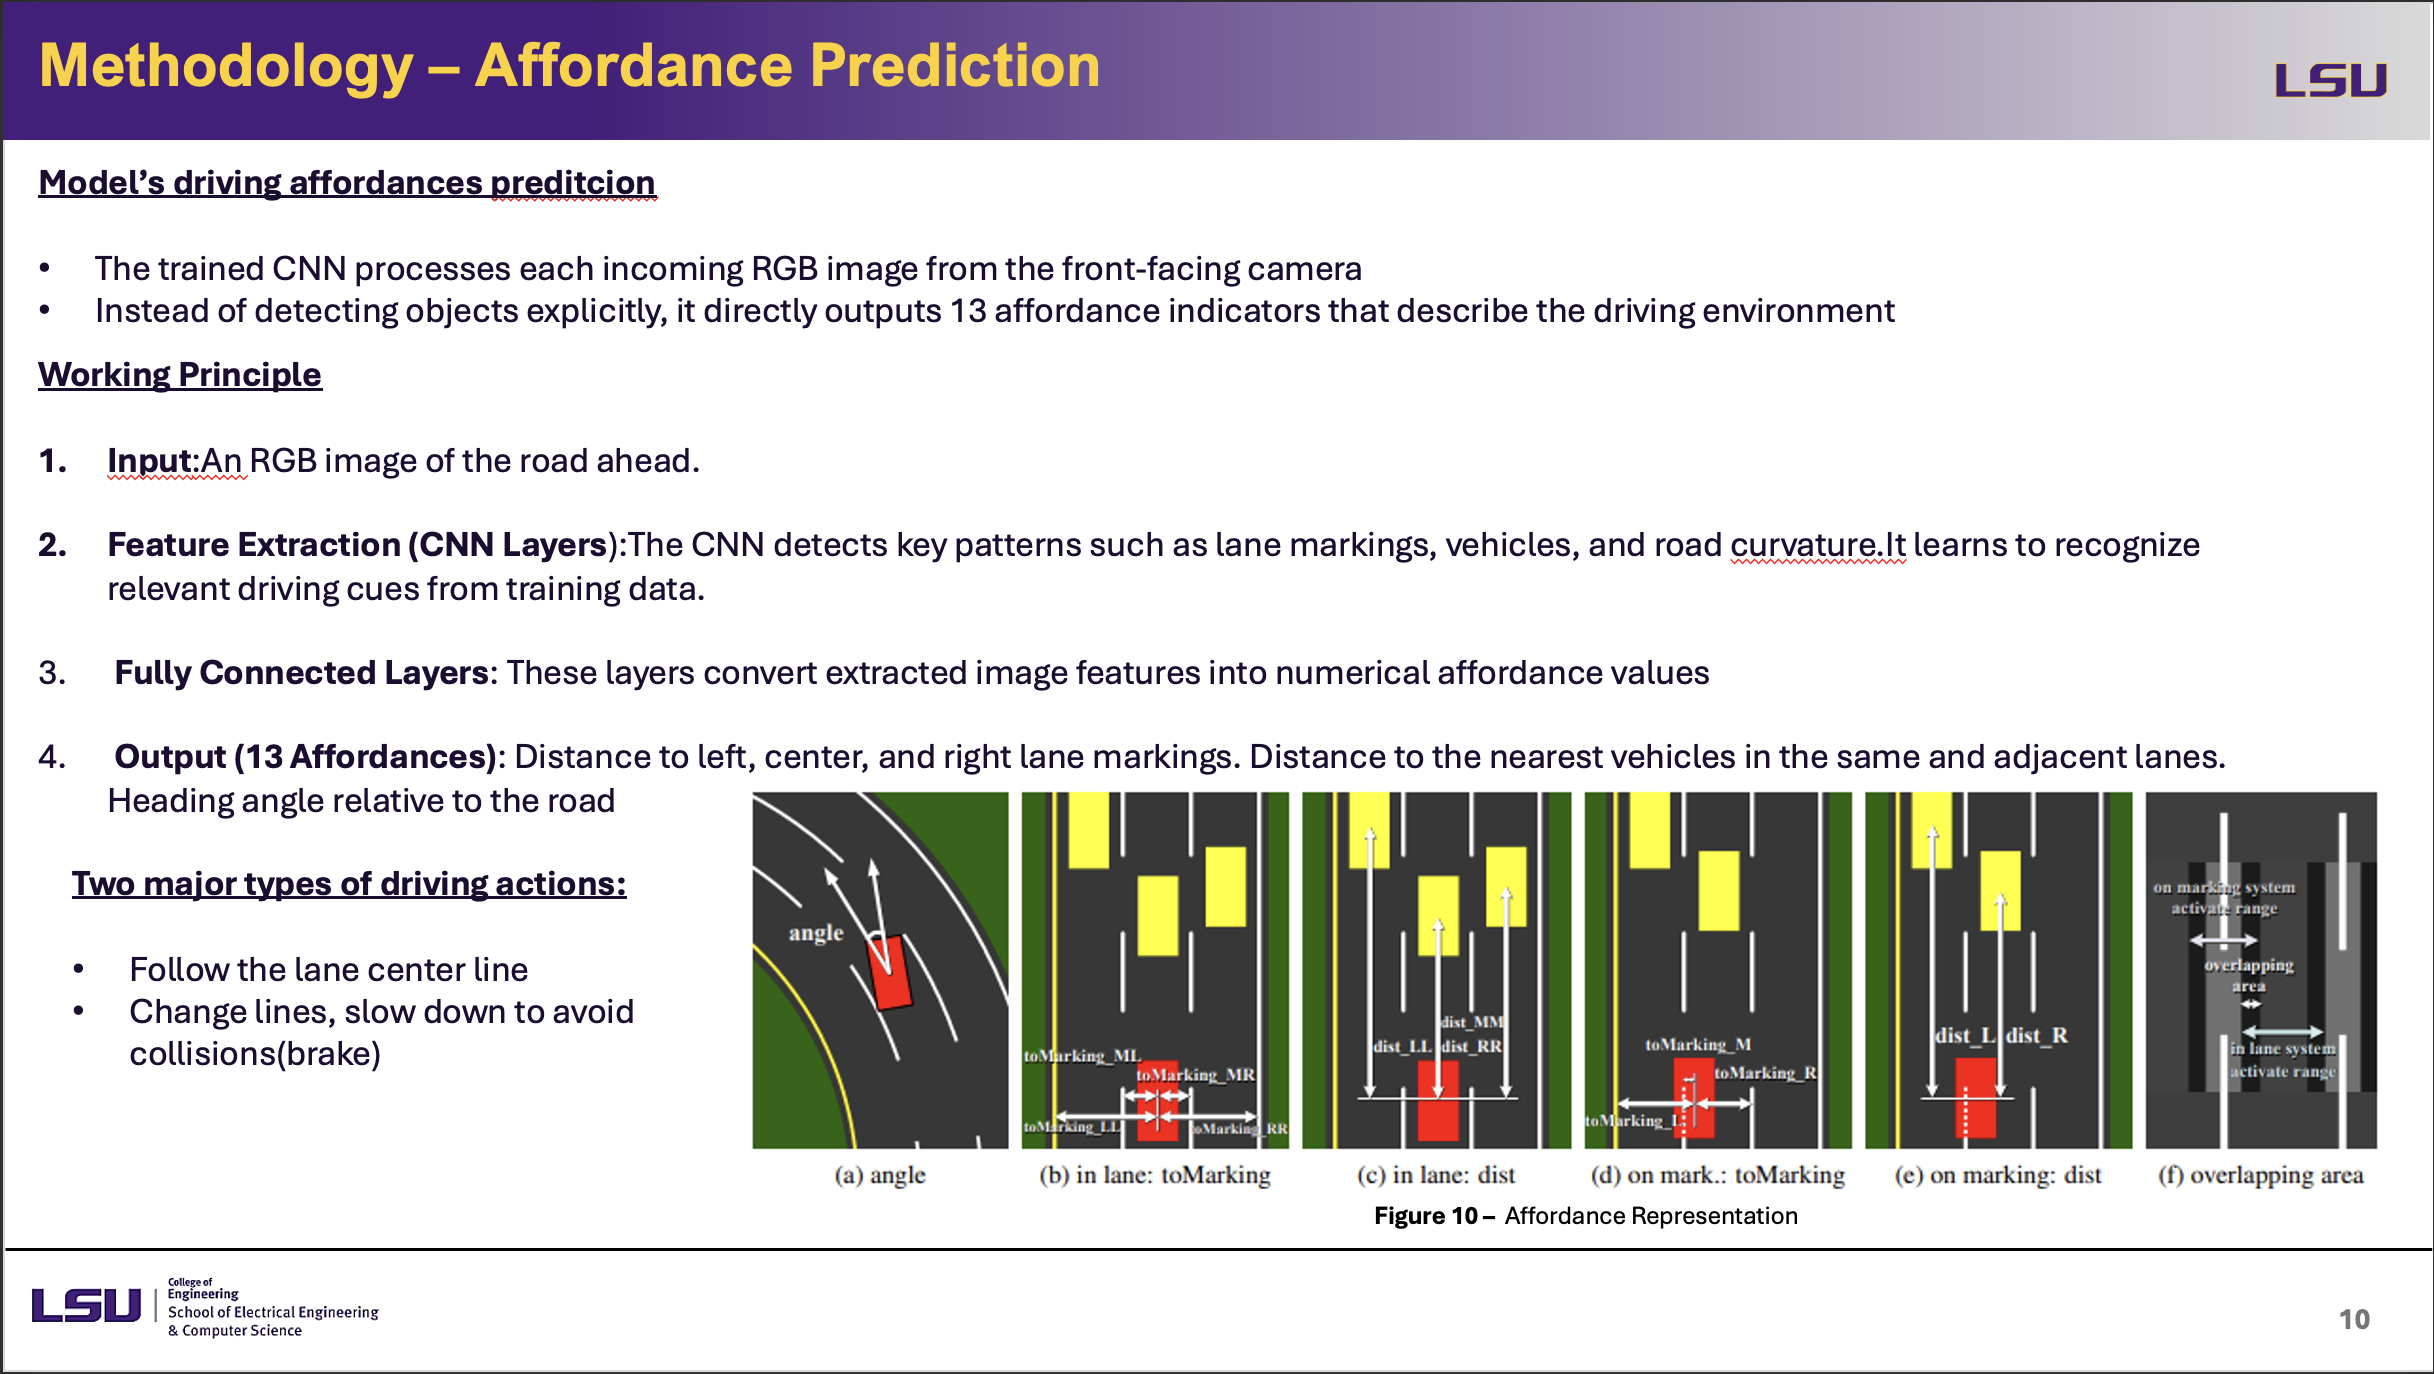 Methodology – Affordance Prediction
LSU
Model's driving affordances preditcion
• The trained CNN processes each incoming RGB image from the front-facing camera
• Instead of detecting objects explicitly, it directly outputs 13 affordance indicators that describe the driving environment
Working Principle
1. Input:An RGB image of the road ahead.
2. Feature Extraction (CNN Layers):The CNN detects key patterns such as lane markings, vehicles, and road curvature.It learns to recognize
relevant driving cues from training data.
3. Fully Connected Layers: These layers convert extracted image features into numerical affordance values
4. Output (13 Affordances): Distance to left, center, and right lane markings. Distance to the nearest vehicles in the same and adjacent lanes.
Heading angle relative to the road
Two major types of driving actions:
• Follow the lane center line
• Change lines, slow down to avoid
collisions(brake)
angle
(a) angle
toMarking_ML
toMarking_MR
toMarking_LL
toMarking_RR
(b) in lane: toMarking
dist_MM
dist_LL
dist_RR
(c) in lane: dist
toMarking_M
toMarking_R
toMarking_L
(d) on mark.: toMarking
dist_L
dist_R
(e) on marking: dist
on marking system
activate range
overlapping
area
in lane system
activate range
(f) overlapping area
Figure 10 – Affordance Representation
LSU
College of
Engineering
School of Electrical Engineering
& Computer Science
10